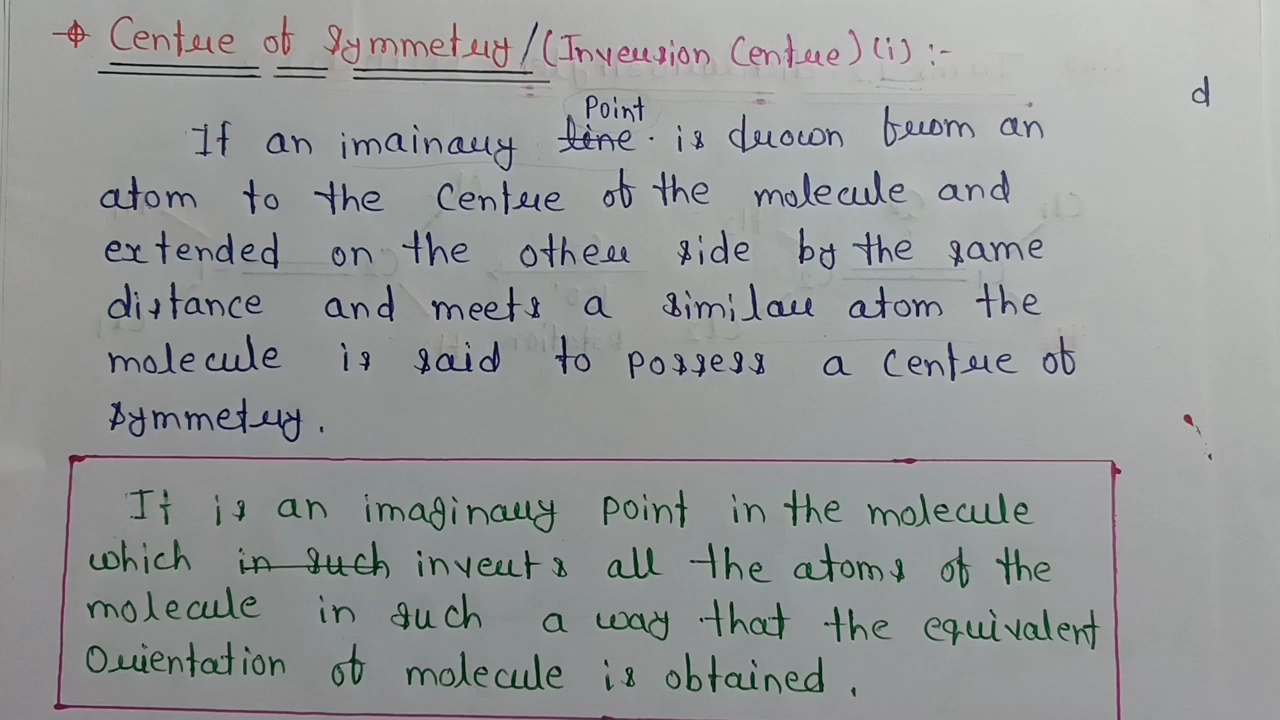 Centre of Symmetry/(Inversion Centre) (i) :-
d
Point
If an imainary line. is drown from an
atom to the Centre of the molecule and
extended on the other side by the same
distance and meets a similar atom the
molecule is said to possess a Centre of
Symmetry.
It is an imaginary point in the molecule
which in such inverts all the atoms of the
molecule in such a way that the equivalent
Orientation of molecule is obtained.